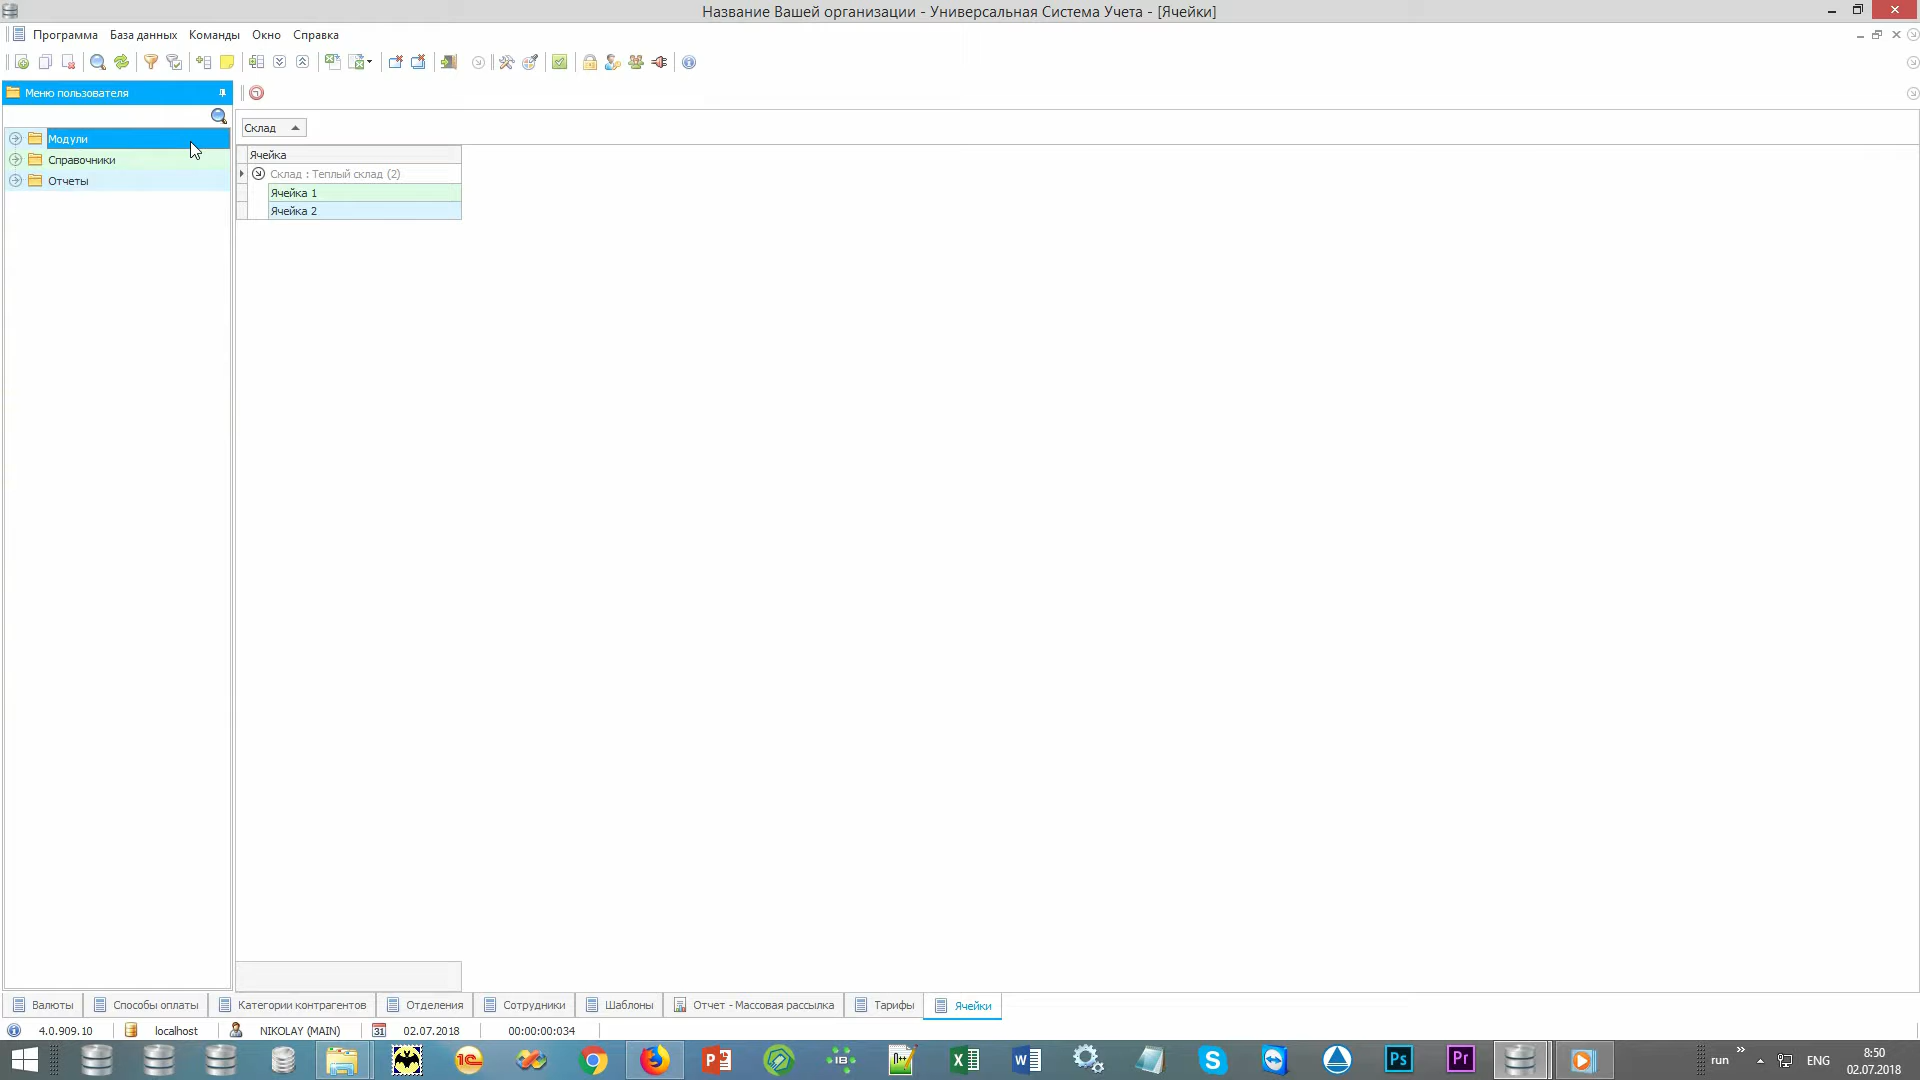 Название Вашей организации - Универсальная Система Учета - [Ячейки]
Программа База данных Команды Окно Справка
Меню пользователя
Модули
Справочники
Отчеты
Склад
Ячейка
Склад : Теплый склад (2)
Ячейка 1
Ячейка 2
Валюты Способы оплаты Категории контрагентов Отделения Сотрудники Шаблоны Отчет - Массовая рассылка Тарифы Ячейки
4.0.909.10 localhost NIKOLAY (MAIN) 31 02.07.2018 00:00:00:034
run ENG 8:50
02.07.2018